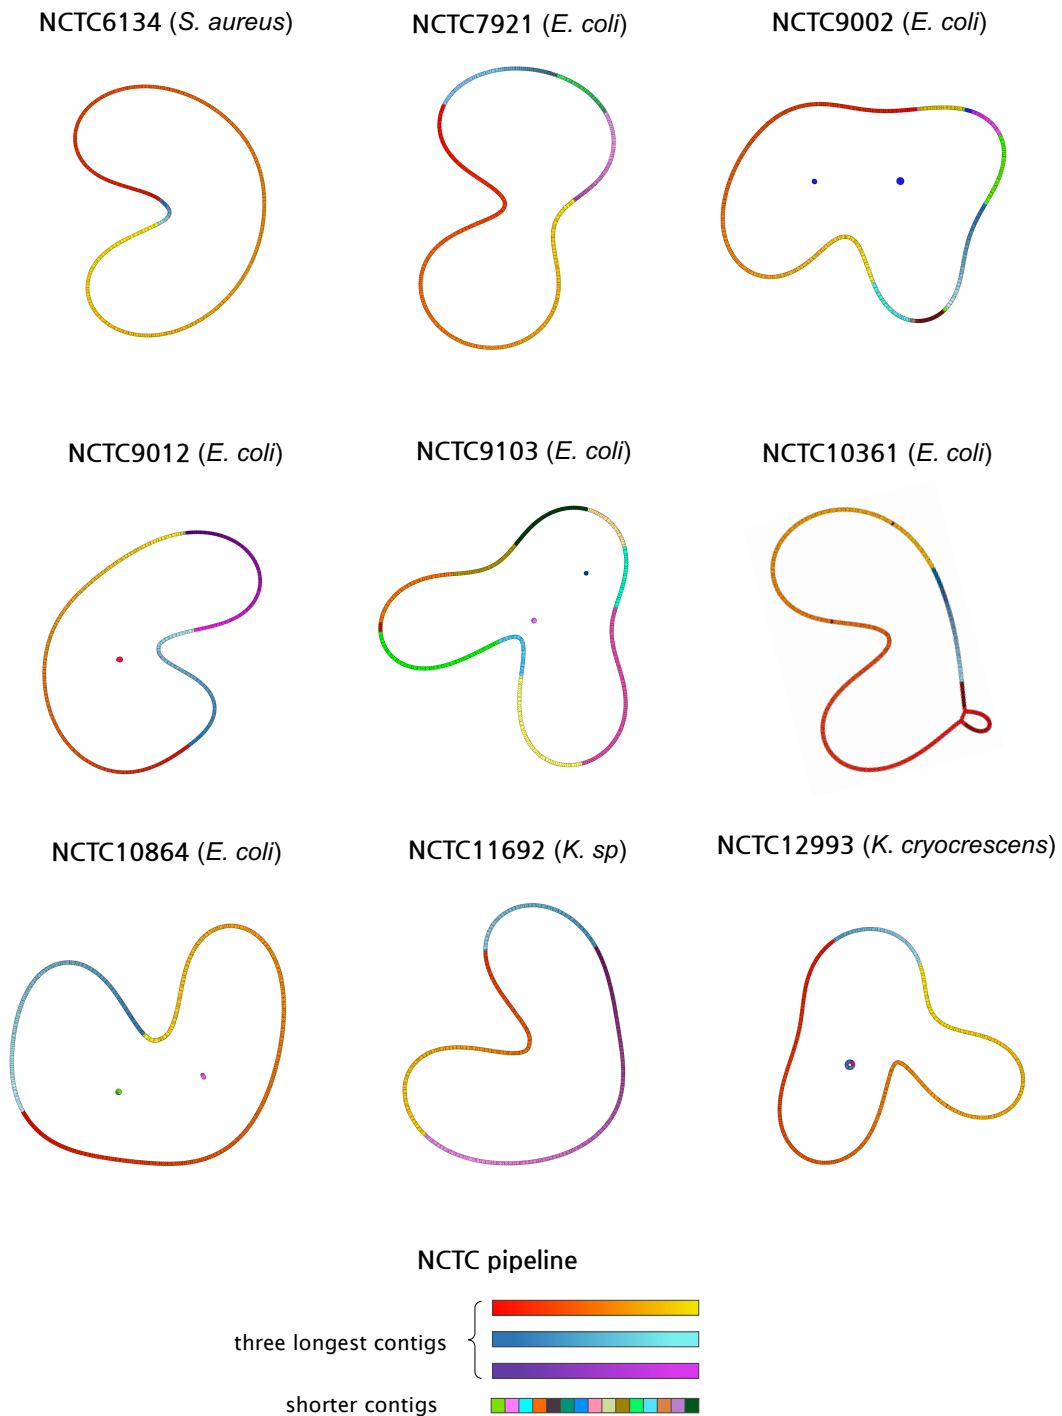 NCTC6134 (S. aureus)
NCTC7921 (E. coli)
NCTC9002 (E. coli)
NCTC9012 (E. coli)
NCTC9103 (E. coli)
NCTC10361 (E. coli)
NCTC10864 (E. coli)
NCTC11692 (K. sp)
NCTC12993 (K. cryocrescens)
NCTC pipeline
three longest contigs
shorter contigs